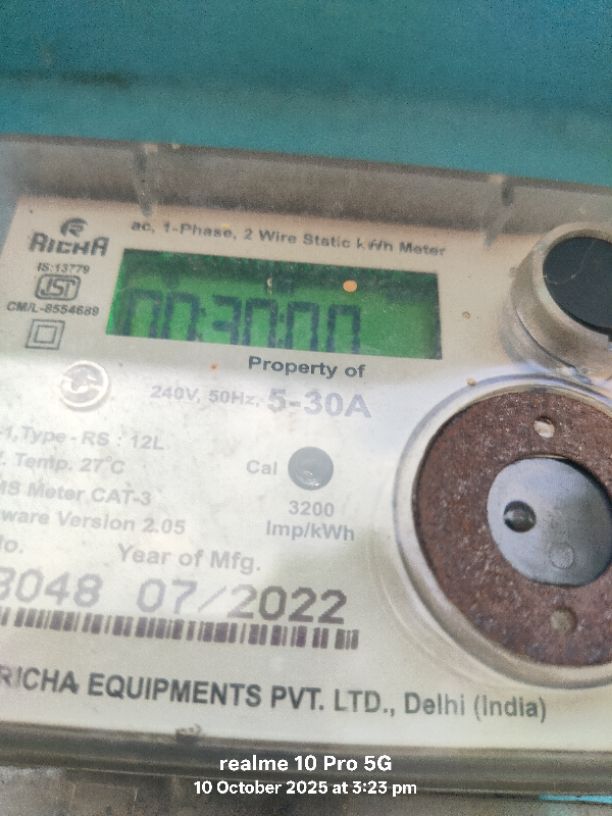 RICHA
ac, 1-Phase, 2 Wire Static kWh Meter
IS:13779
CM/L-8554689
00:30:00
Property of
240V, 50Hz, 5-30A
-1, Type - RS : 12L
Temp. 27°C
Cal
MS Meter CAT-3
3200
Imp/kWh
ware Version 2.05
No.
Year of Mfg.
3048 07/2022
RICHA EQUIPMENTS PVT. LTD., Delhi (India)
realme 10 Pro 5G
10 October 2025 at 3:23 pm